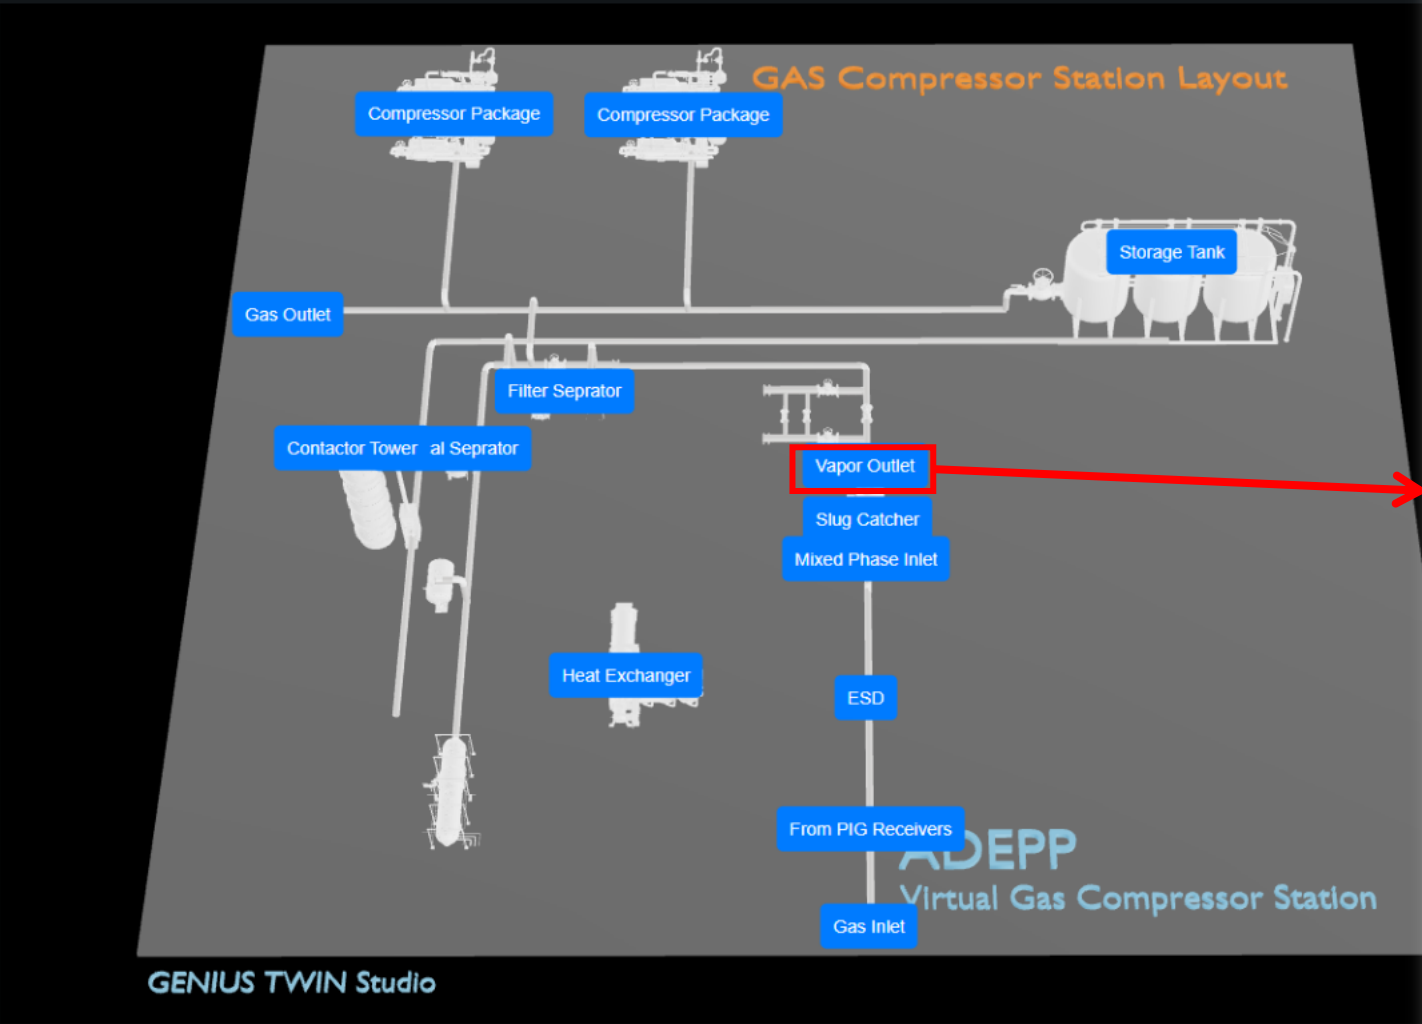 GAS Compressor Station Layout
Compressor Package
Compressor Package
Storage Tank
Gas Outlet
Filter Seprator
Contactor Tower
al Seprator
Vapor Outlet
Slug Catcher
Mixed Phase Inlet
Heat Exchanger
ESD
From PIG Receivers
ADEPP
Virtual Gas Compressor Station
Gas Inlet
GENIUS TWIN Studio